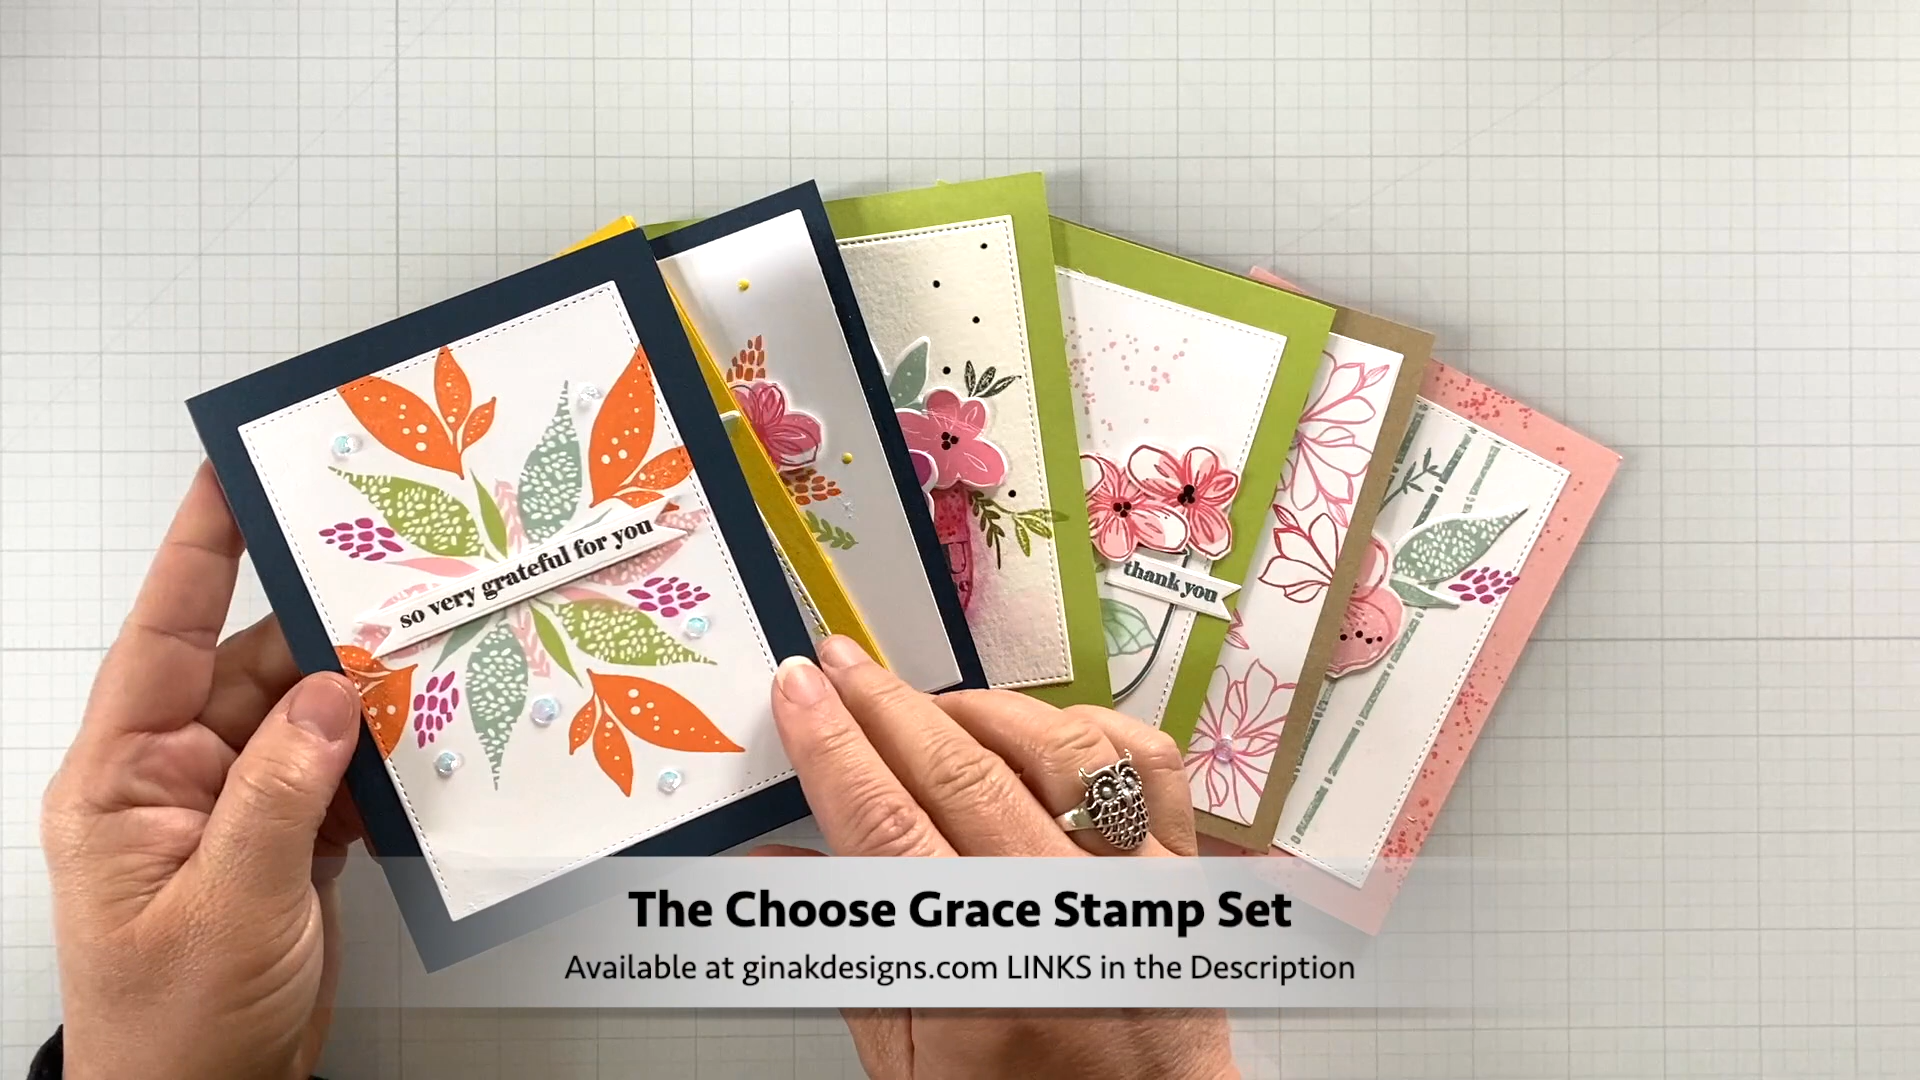 so very grateful for you
thank you
The Choose Grace Stamp Set
Available at ginakdesigns.com LINKS in the Description